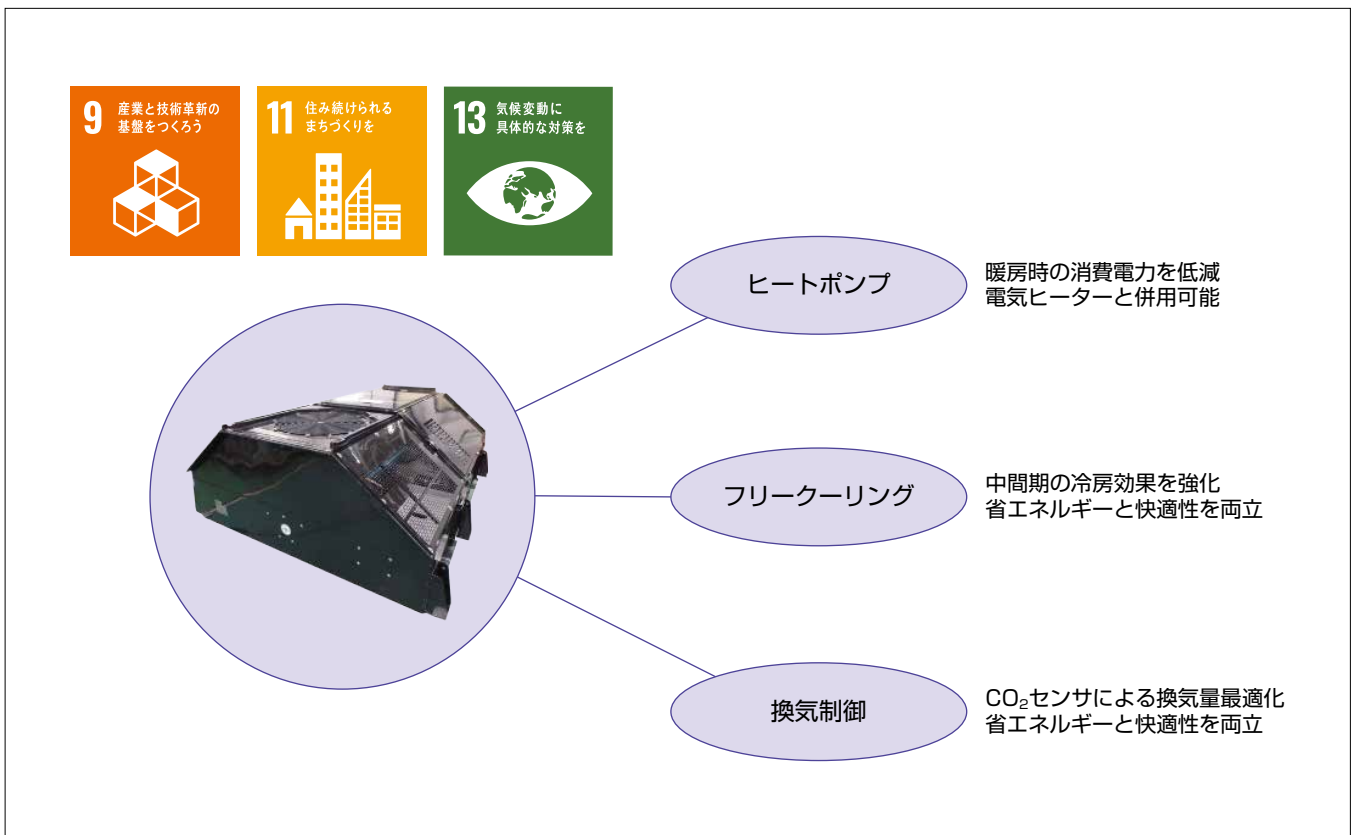 9 産業と技術革新の
基盤をつくろう
11 住み続けられる
まちづくりを
13 気候変動に
具体的な対策を
ヒートポンプ
暖房時の消費電力を低減
電気ヒーターと併用可能
フリークーリング
中間期の冷房効果を強化
省エネルギーと快適性を両立
換気制御
CO₂センサによる換気量最適化
省エネルギーと快適性を両立